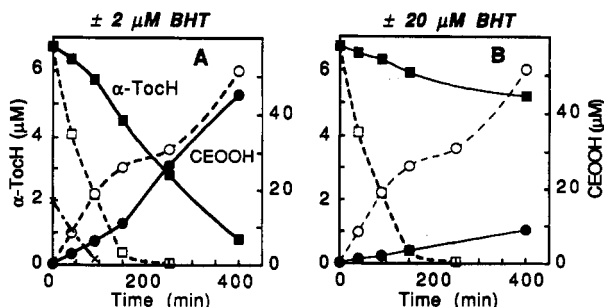 ± 2 μM BHT
± 20 μM BHT
A
B
α-TocH (μM)
6
4
2
0
α-TocH
CEOOH
40
20
0
0
200
400
Time (min)
6
4
2
0
40
20
0
CEOOH (μM)
0
200
400
Time (min)